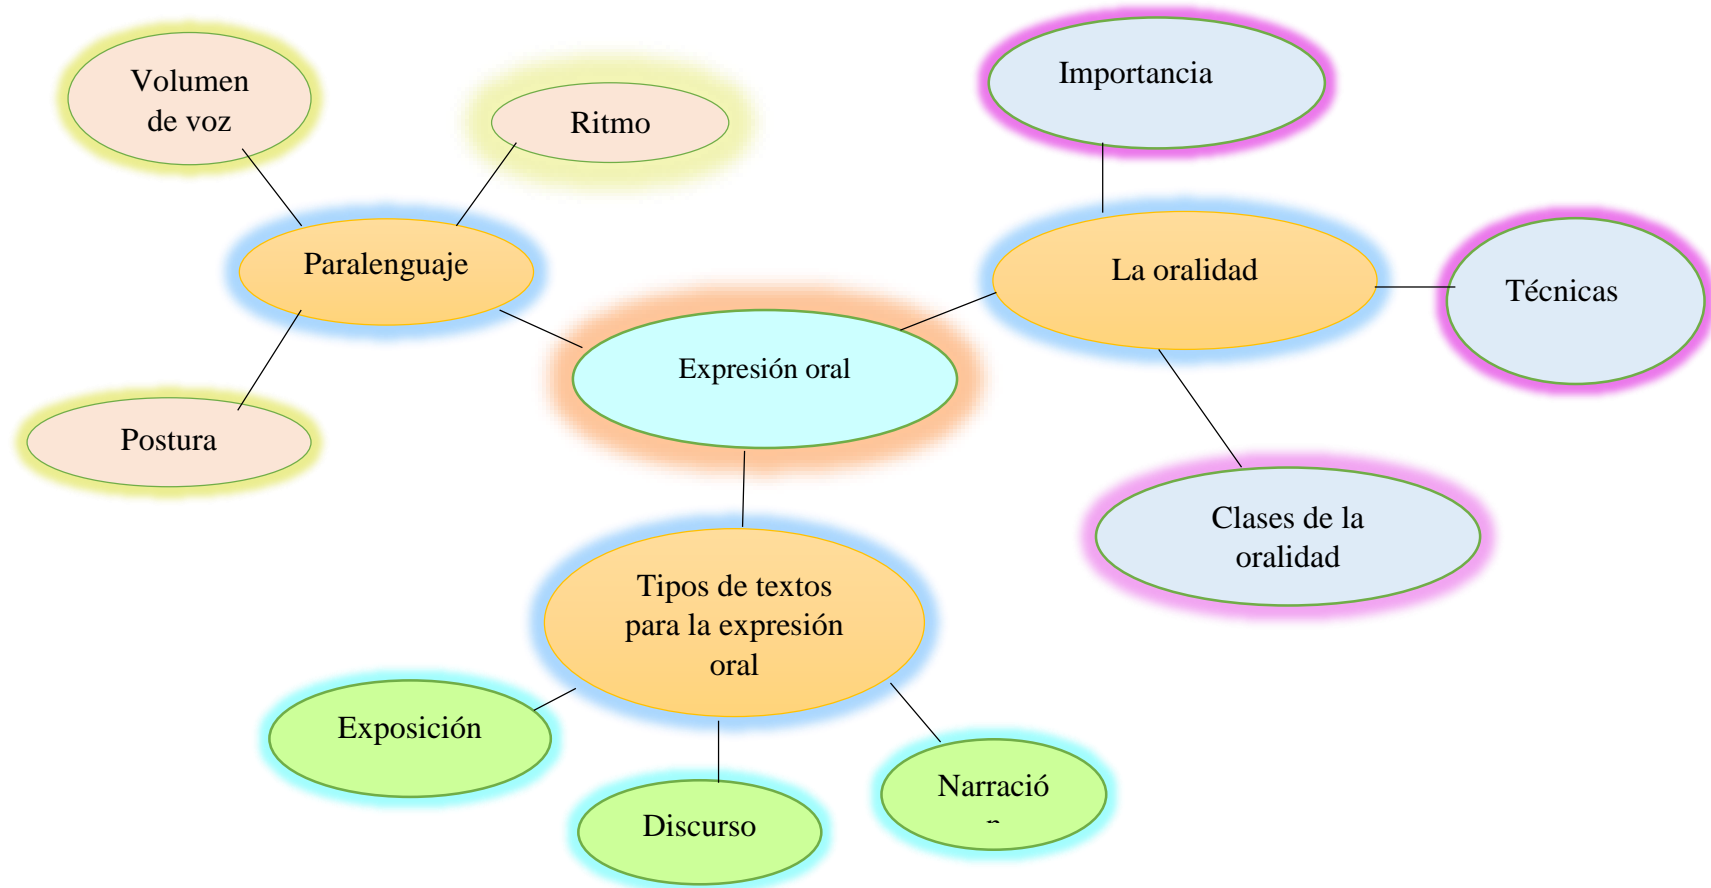 Volumen
de voz
Ritmo
Importancia
Paralenguaje
La oralidad
Técnicas
Expresión oral
Postura
Clases de la
oralidad
Tipos de textos
para la expresión
oral
Exposición
Discurso
Narració
n